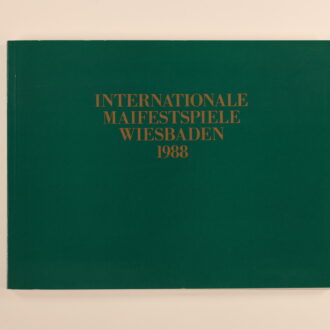 INTERNATIONALE
MAIFESTSPIELE
WIESBADEN
1988